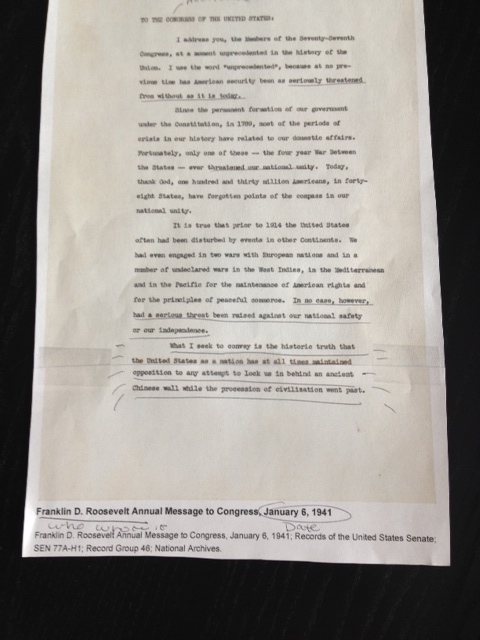 TO THE CONGRESS OF THE UNITED STATES:
I address you, the Members of the Seventy-Seventh
Congress, at a moment unprecedented in the history of the
Union. I use the word "unprecedented", because at no pre-
vious time has American security been as seriously threatened
from without as it is today.
Since the permanent formation of our government
under the Constitution, in 1789, most of the periods of
crisis in our history have related to our domestic affairs.
Fortunately, only one of these -- the four year War Between
the States -- ever threatened our national unity. Today,
thank God, one hundred and thirty million Americans, in forty-
eight States, have forgotten points of the compass in our
national unity.
It is true that prior to 1914 the United States
often had been disturbed by events in other Continents. We
had even engaged in two wars with European nations and in a
number of undeclared wars in the West Indies, in the Mediterranean
and in the Pacific for the maintenance of American rights and
for the principles of peaceful commerce. In no case, however,
had a serious threat been raised against our national safety
or our independence.
What I seek to convey is the historic truth that
the United States as a nation has at all times maintained
opposition to any attempt to lock us in behind an ancient
Chinese wall while the procession of civilization went past.
Franklin D. Roosevelt Annual Message to Congress, January 6, 1941
who Date
Franklin D. Roosevelt Annual Message to Congress, January 6, 1941; Records of the United States Senate;
SEN 77A-H1; Record Group 46; National Archives.